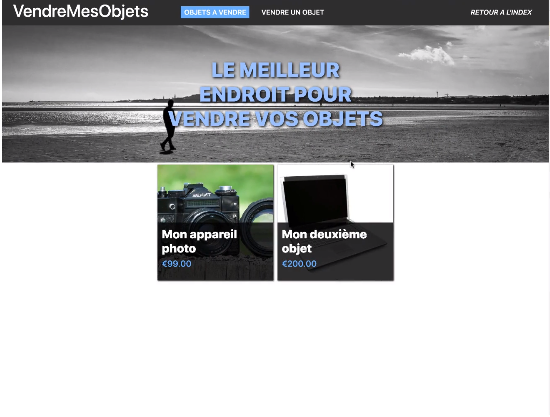 VendreMesObjets
OBJETS A VENDRE
VENDRE UN OBJET
RETOUR A L'INDEX
LE MEILLEUR
ENDROIT POUR
VENDRE VOS OBJETS
Mon appareil
photo
€99.00
Mon deuxième
objet
€200.00